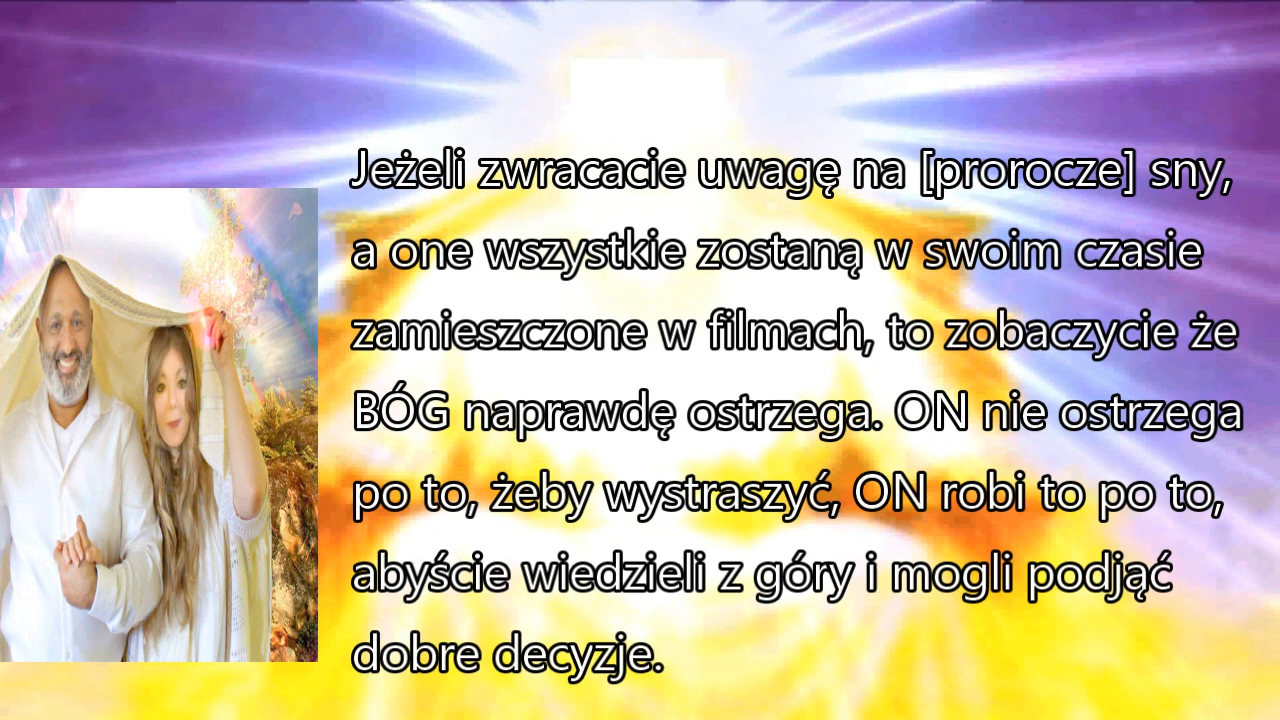 Jeżeli zwracacie uwagę na [prorocze] sny,
a one wszystkie zostaną w swoim czasie
zamieszczone w filmach, to zobaczycie że
BÓG naprawdę ostrzega. ON nie ostrzega
po to, żeby wystraszyć, ON robi to po to,
abyście wiedzieli z góry i mogli podjąć
dobre decyzje.